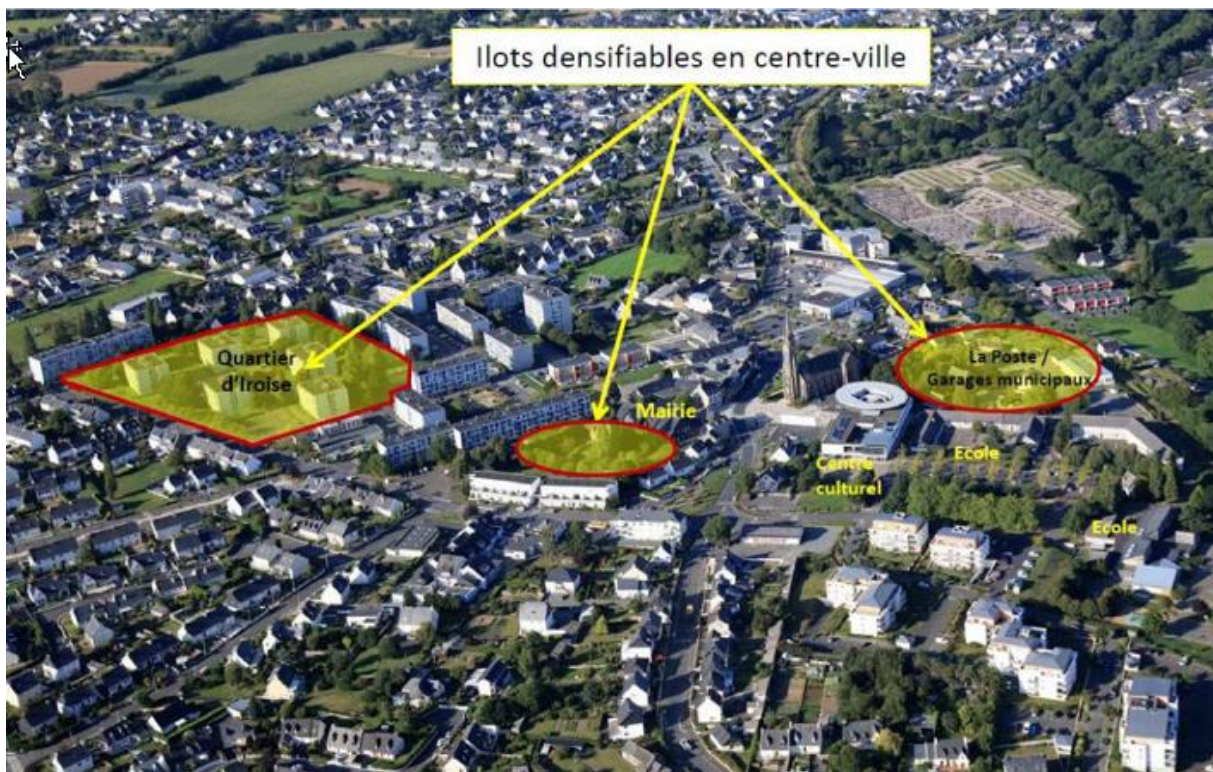 Ilots densifiables en centre-ville
Quartier
d'Iroise
La Poste /
Garages municipaux
Mairie
Ecole
Centre
culturel
Ecole